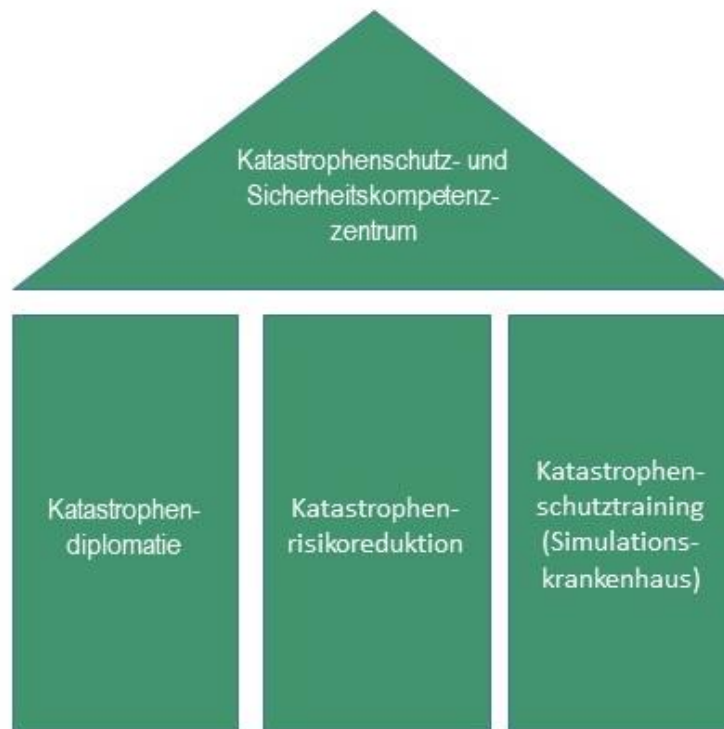 Katastrophenschutz- und
Sicherheitskompetenz-
zentrum
Katastrophen-
diplomatie
Katastrophen-
risikoreduktion
Katastrophen-
schutztraining
(Simulations-
krankenhaus)